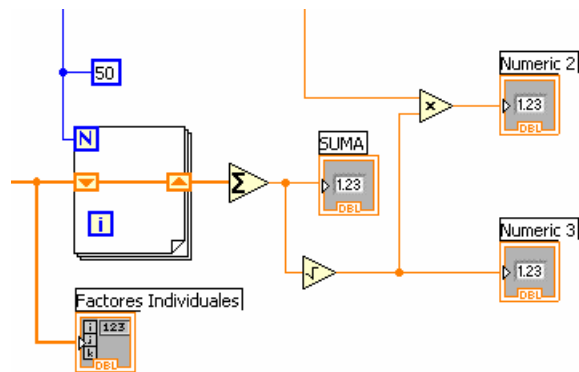 50
Numeric 2
N
×
1.23
DBL
SUMA
Σ
1.23
DBL
i
√
Numeric 3
1.23
DBL
Factores Individuales
i
j
k
123
DBL